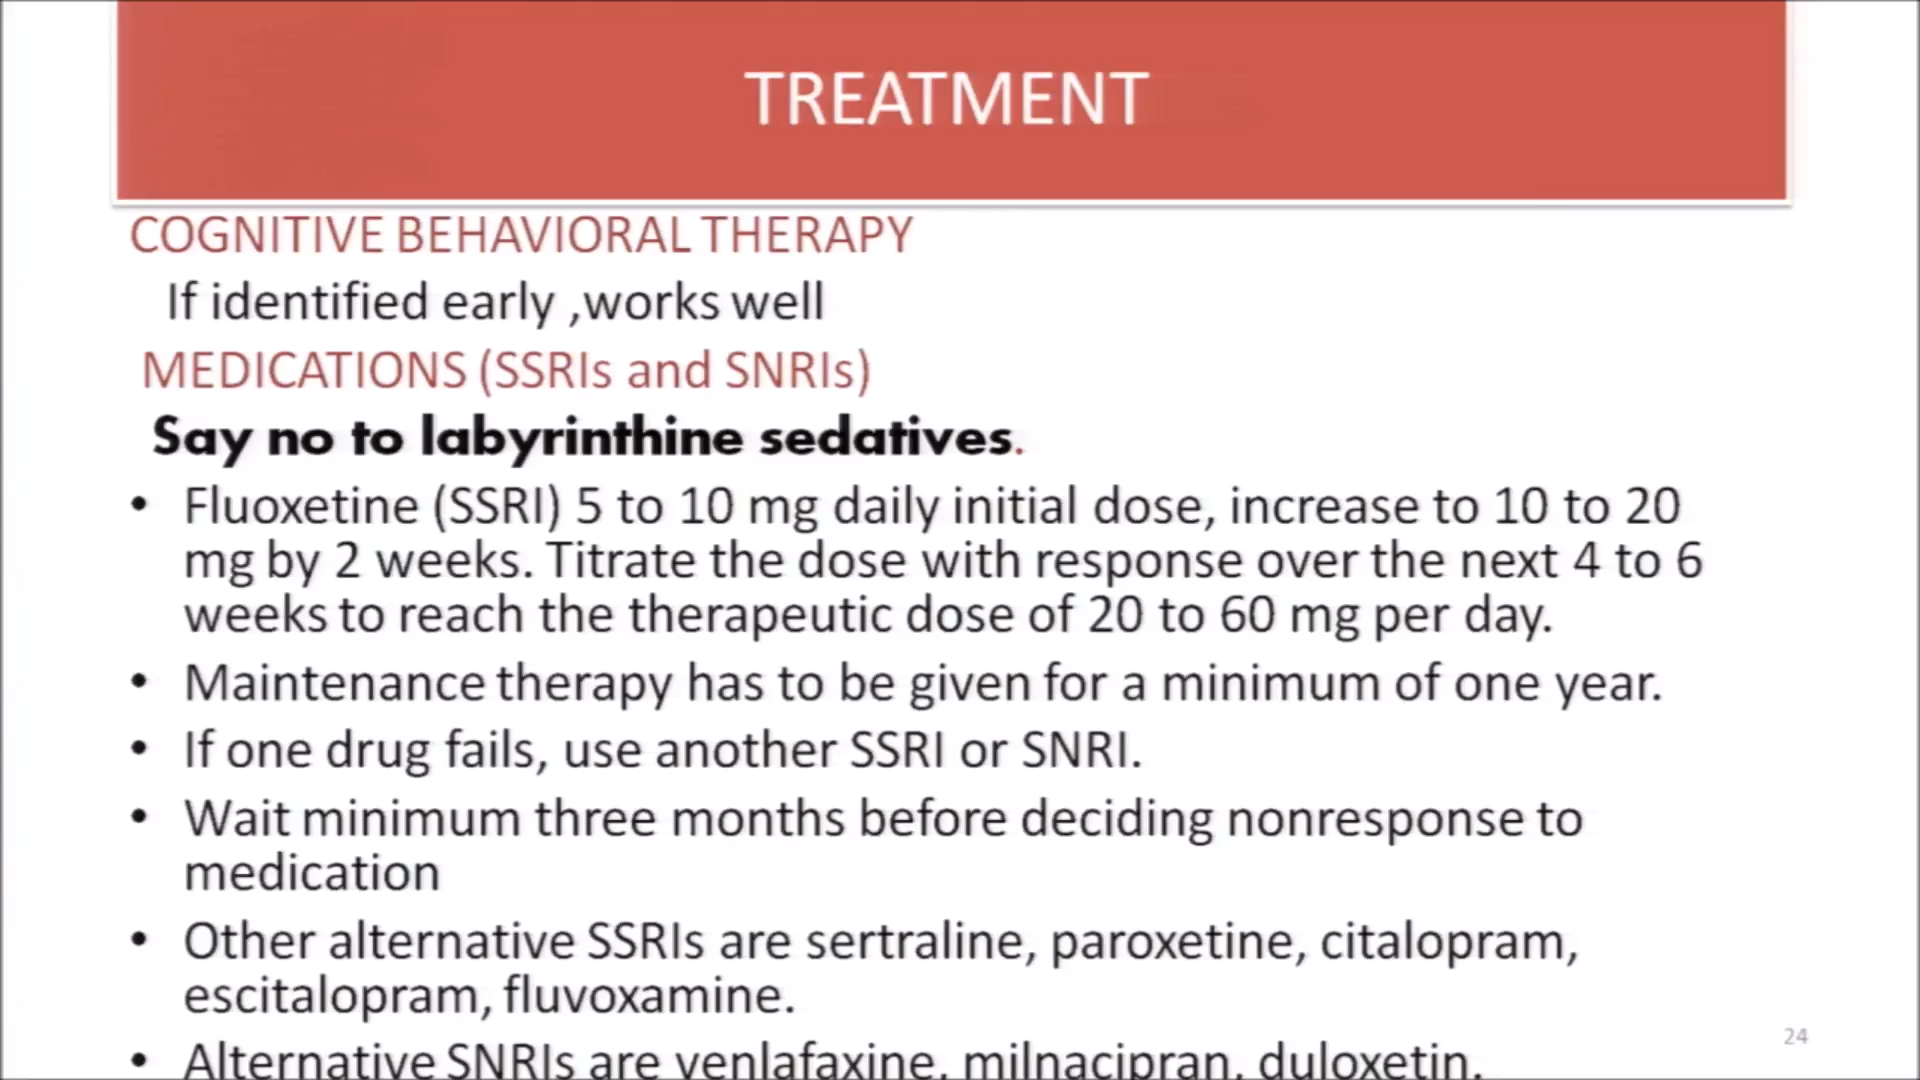 TREATMENT
COGNITIVE BEHAVIORAL THERAPY
If identified early ,works well
MEDICATIONS (SSRIs and SNRIs)
Say no to labyrinthine sedatives.
• Fluoxetine (SSRI) 5 to 10 mg daily initial dose, increase to 10 to 20
mg by 2 weeks. Titrate the dose with response over the next 4 to 6
weeks to reach the therapeutic dose of 20 to 60 mg per day.
• Maintenance therapy has to be given for a minimum of one year.
• If one drug fails, use another SSRI or SNRI.
• Wait minimum three months before deciding nonresponse to
medication
• Other alternative SSRIs are sertraline, paroxetine, citalopram,
escitalopram, fluvoxamine.
• Alternative SNRIs are venlafaxine, milnacipran, duloxetin.
24